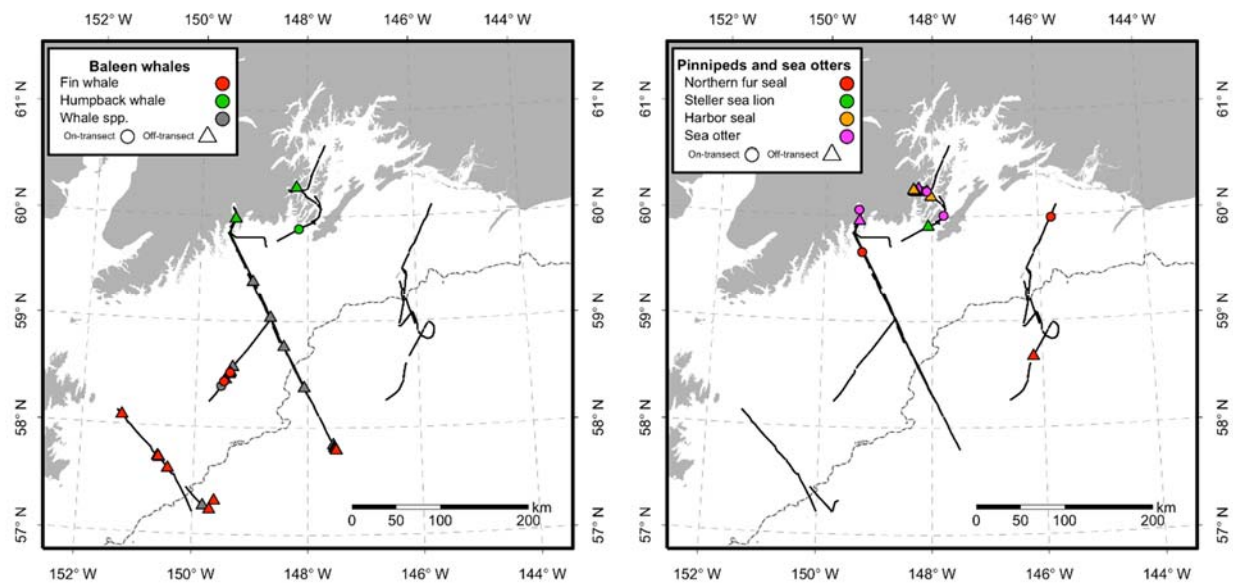 152° W 150° W 148° W 146° W 144° W
Baleen whales
Fin whale
Humpback whale
Whale spp.
On-transect Off-transect
61° N
60° N
59° N
58° N
57° N
61° N
60° N
59° N
58° N
57° N
km
0 50 100 200
152° W 150° W 148° W 146° W 144° W
152° W 150° W 148° W 146° W 144° W
Pinnipeds and sea otters
Northern fur seal
Steller sea lion
Harbor seal
Sea otter
On-transect Off-transect
61° N
60° N
59° N
58° N
57° N
61° N
60° N
59° N
58° N
57° N
km
0 50 100 200
152° W 150° W 148° W 146° W 144° W